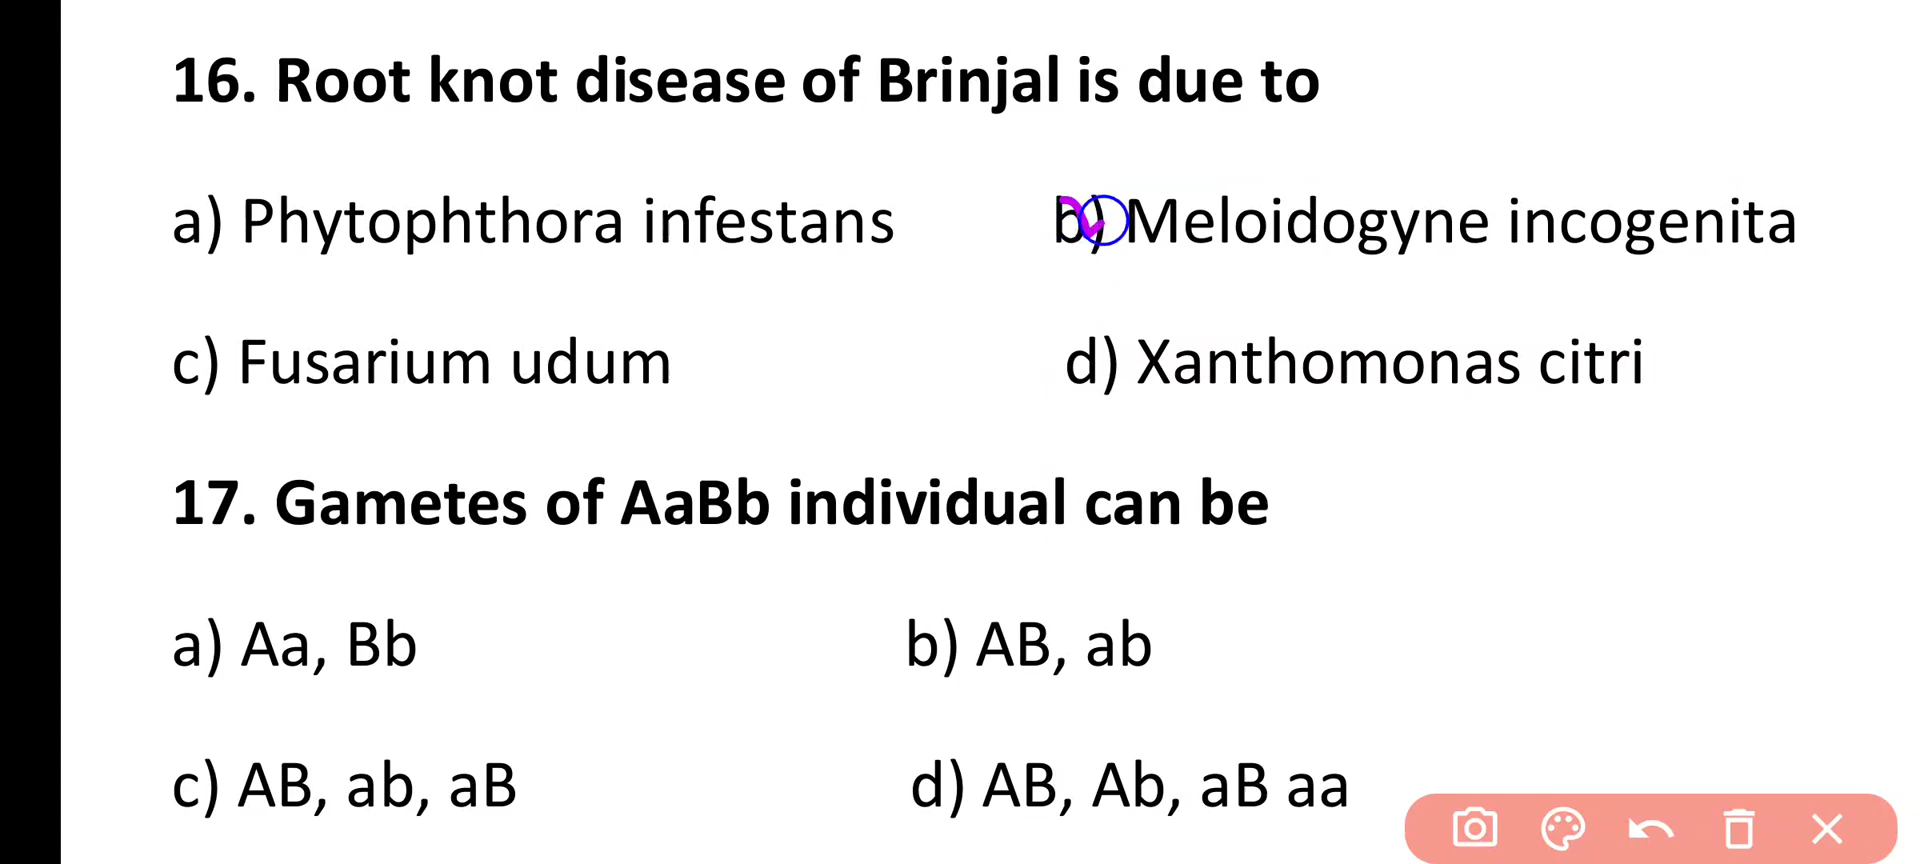 16. Root knot disease of Brinjal is due to
a) Phytophthora infestans b) Meloidogyne incogenita
c) Fusarium udum d) Xanthomonas citri
17. Gametes of AaBb individual can be
a) Aa, Bb b) AB, ab
c) AB, ab, aB d) AB, Ab, aB aa